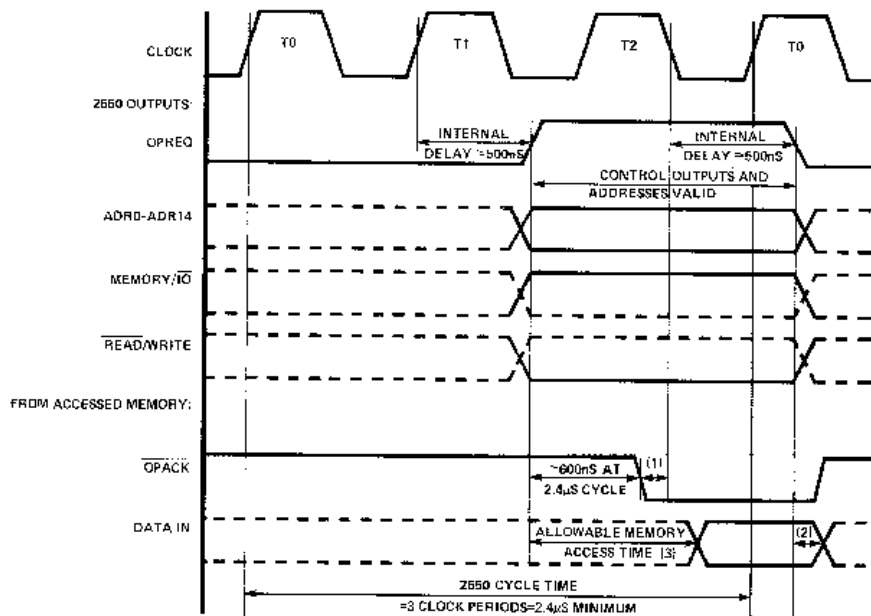 CLOCK
T0
T1
T2
T0
2650 OUTPUTS:
OPREQ
INTERNAL
DELAY ≈500nS
INTERNAL
DELAY ≈500nS
CONTROL OUTPUTS AND
ADDRESSES VALID
ADR0-ADR14
MEMORY/IO
READ/WRITE
FROM ACCESSED MEMORY:
OPACK
~600nS AT
2.4µS CYCLE
(1)
DATA IN
ALLOWABLE MEMORY
ACCESS TIME (3)
(2)
2650 CYCLE TIME
=3 CLOCK PERIODS=2.4µS MINIMUM